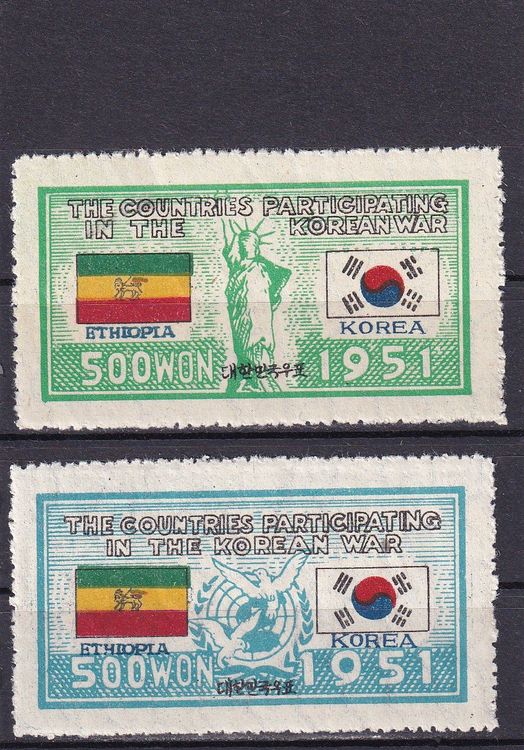 THE COUNTRIES PARTICIPATING
IN THE KOREAN WAR
ETHIOPIA
KOREA
500WON
대한민국우표
1951
THE COUNTRIES PARTICIPATING
IN THE KOREAN WAR
ETHIOPIA
KOREA
500WON
대한민국우표
1951